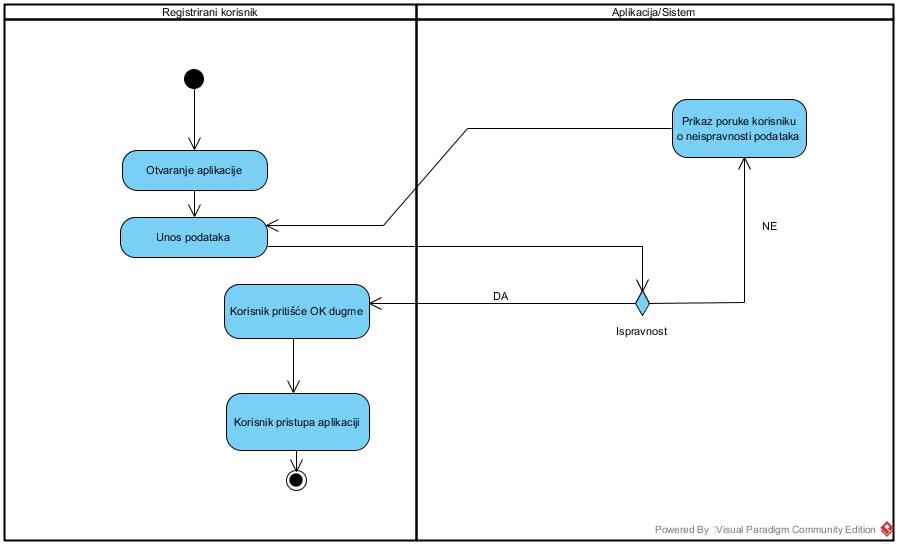 Registrirani korisnik
Aplikacija/Sistem
Prikaz poruke korisniku
o neispravnosti podataka
Otvaranje aplikacije
Unos podataka
NE
DA
Korisnik pritišće OK dugme
Ispravnost
Korisnik pristupa aplikaciji
Powered By Visual Paradigm Community Edition